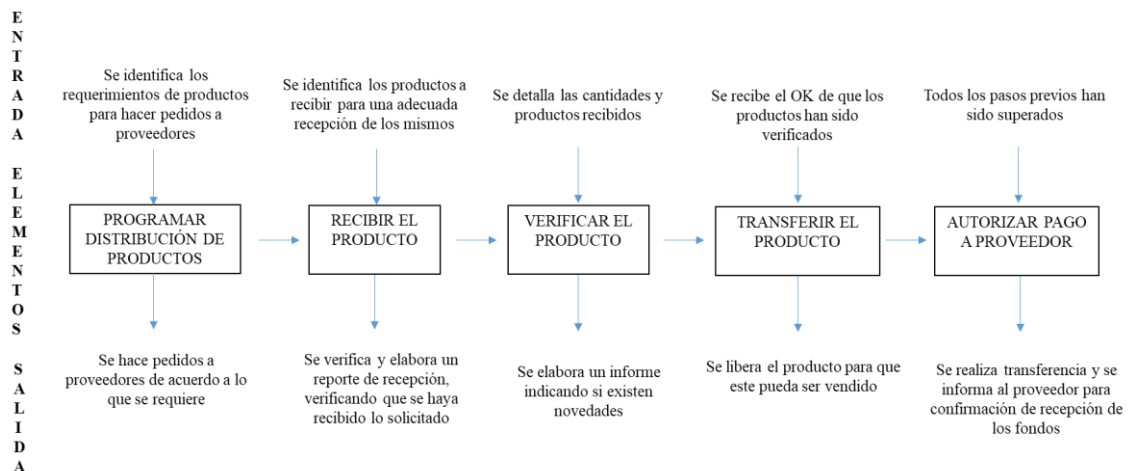 ENTRADA
ELEMENTOS
SALIDA
Se identifica los
requerimientos de productos
para hacer pedidos a
proveedores
Se identifica los productos a
recibir para una adecuada
recepción de los mismos
Se detalla las cantidades y
productos recibidos
Se recibe el OK de que los
productos han sido
verificados
Todos los pasos previos han
sido superados
PROGRAMAR
DISTRIBUCIÓN DE
PRODUCTOS
RECIBIR EL
PRODUCTO
VERIFICAR EL
PRODUCTO
TRANSFERIR EL
PRODUCTO
AUTORIZAR PAGO
A PROVEEDOR
Se hace pedidos a
proveedores de acuerdo a lo
que se requiere
Se verifica y elabora un
reporte de recepción,
verificando que se haya
recibido lo solicitado
Se elabora un informe
indicando si existen
novedades
Se libera el producto para que
este pueda ser vendido
Se realiza transferencia y se
informa al proveedor para
confirmación de recepción de
los fondos